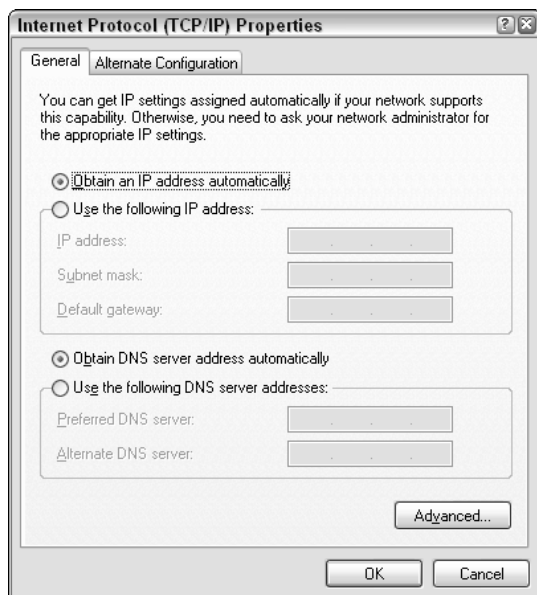 Internet Protocol (TCP/IP) Properties
General
Alternate Configuration
You can get IP settings assigned automatically if your network supports
this capability. Otherwise, you need to ask your network administrator for
the appropriate IP settings.
Obtain an IP address automatically
Use the following IP address:
IP address:
Subnet mask:
Default gateway:
Obtain DNS server address automatically
Use the following DNS server addresses:
Preferred DNS server:
Alternate DNS server:
Advanced...
OK
Cancel